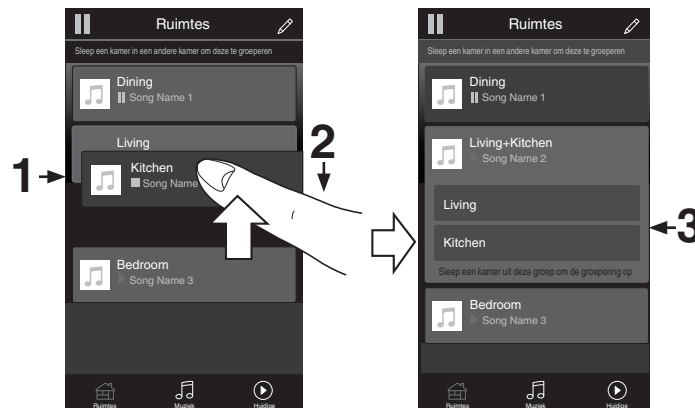 Ruimtes
Sleep een kamer in een andere kamer om deze te groeperen
Dining
Song Name 1
Living
Kitchen
Song Name
Bedroom
Song Name 3
Ruimtes Muziek Huidige
1
2
Ruimtes
Sleep een kamer in een andere kamer om deze te groeperen
Dining
Song Name 1
Living+Kitchen
Song Name 2
Living
Kitchen
Sleep een kamer uit deze groep om de groepering op
Bedroom
Song Name 3
Ruimtes Muziek Huidige
3